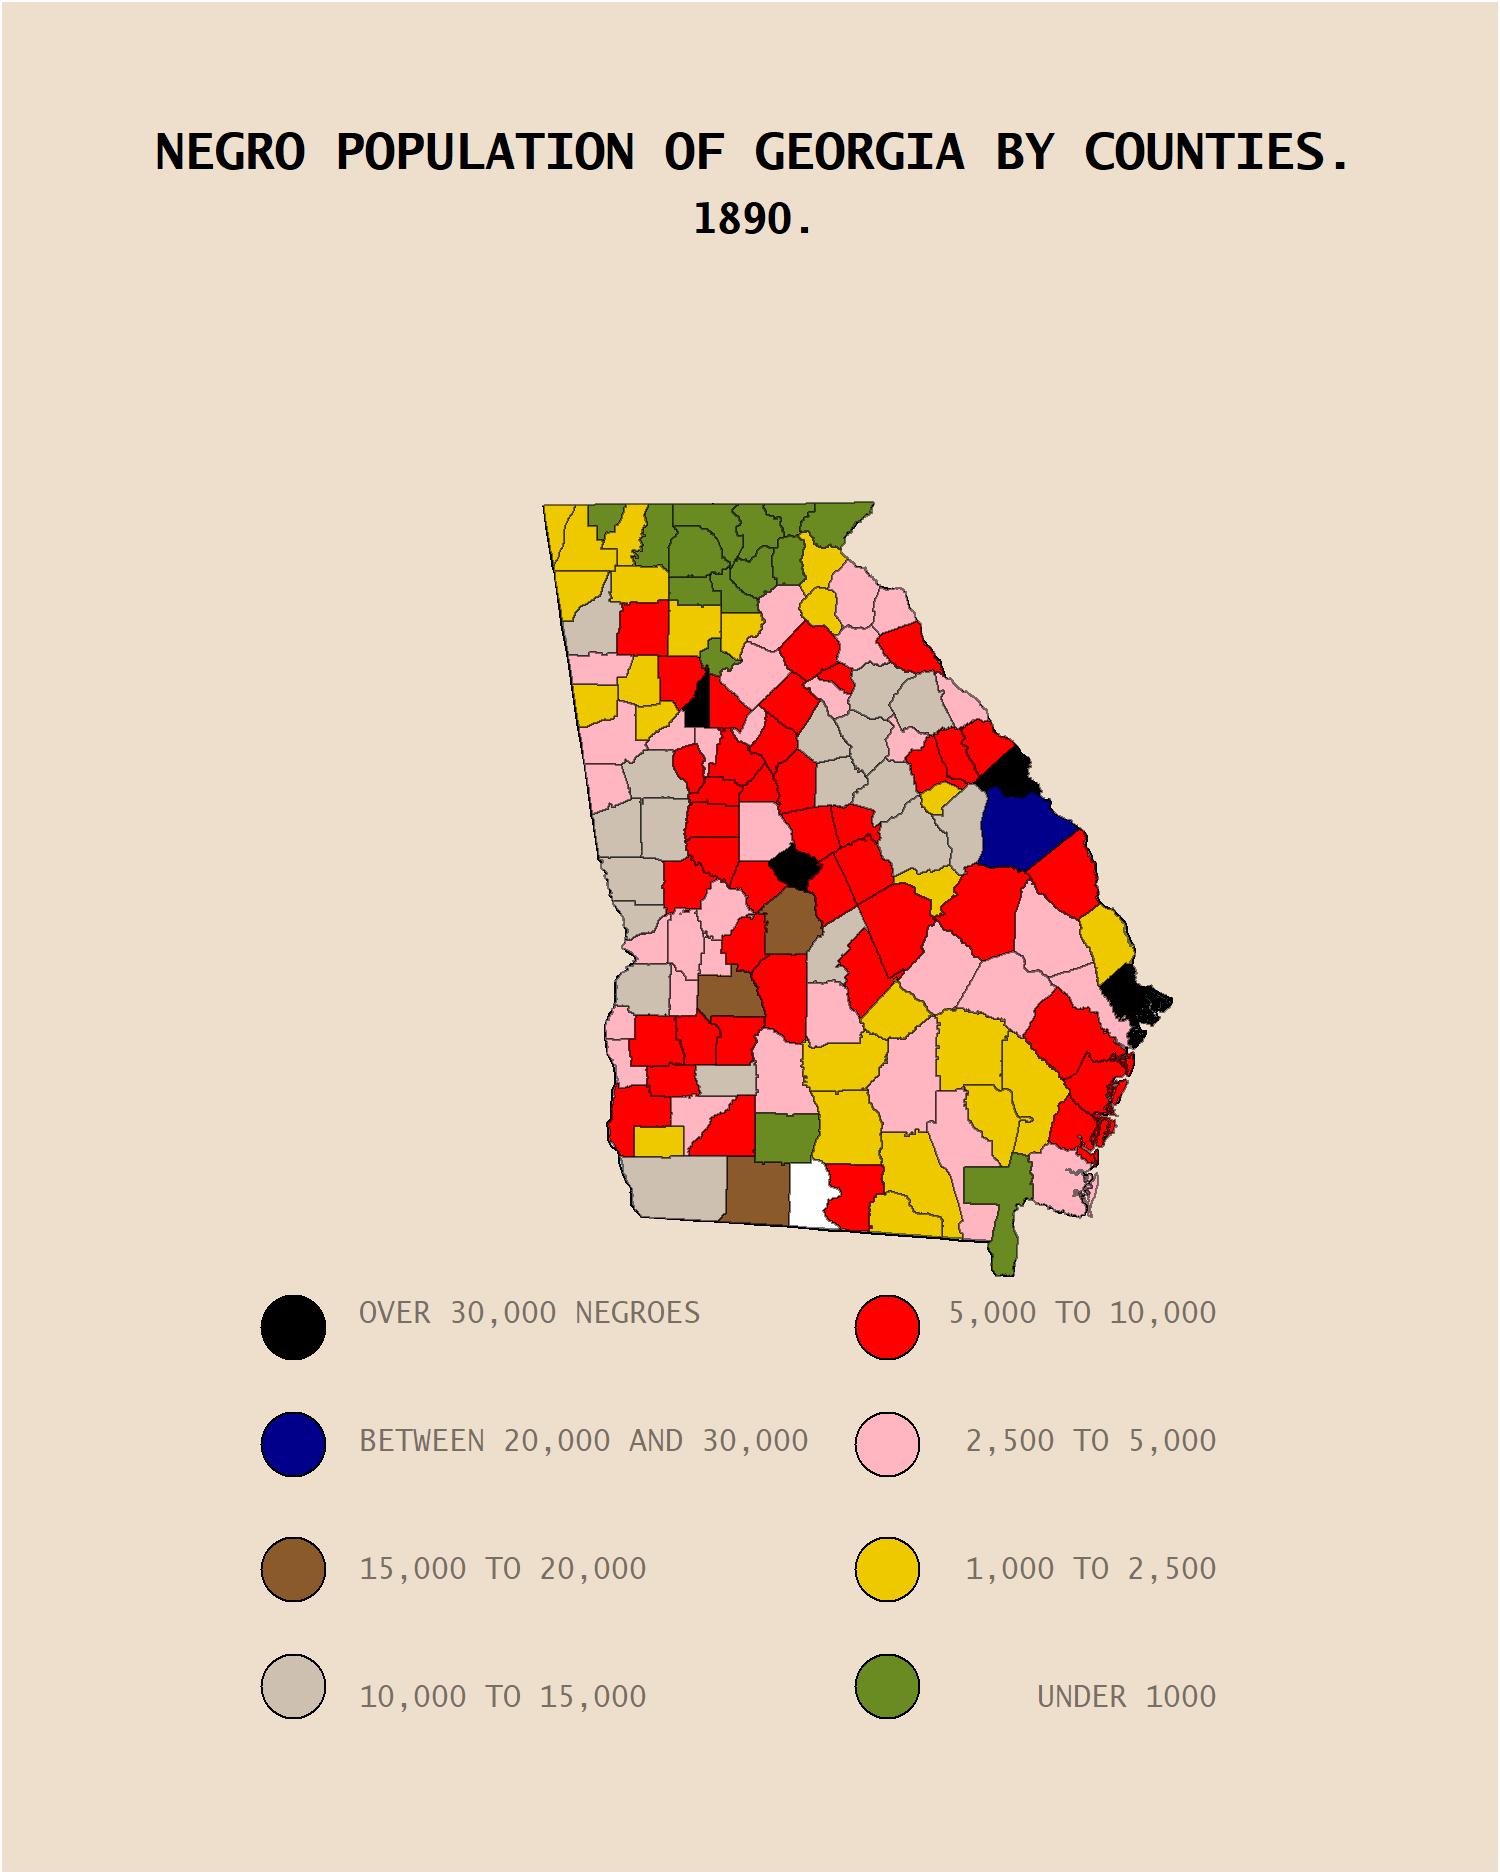 NEGRO POPULATION OF GEORGIA BY COUNTIES.
1890.
OVER 30,000 NEGROES
5,000 TO 10,000
BETWEEN 20,000 AND 30,000
2,500 TO 5,000
15,000 TO 20,000
1,000 TO 2,500
10,000 TO 15,000
UNDER 1000